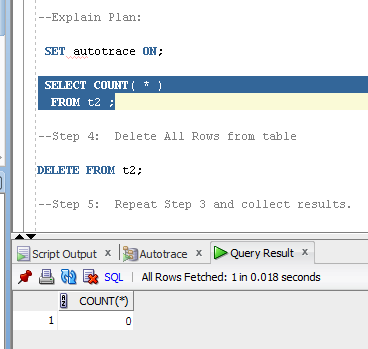 --Explain Plan:
SET autotrace ON;
SELECT COUNT( * )
FROM t2 ;
--Step 4:  Delete All Rows from table
DELETE FROM t2;
--Step 5:  Repeat Step 3 and collect results.
Script Output x Autotrace x Query Result x
SQL | All Rows Fetched: 1 in 0.018 seconds
COUNT(*)
1 0